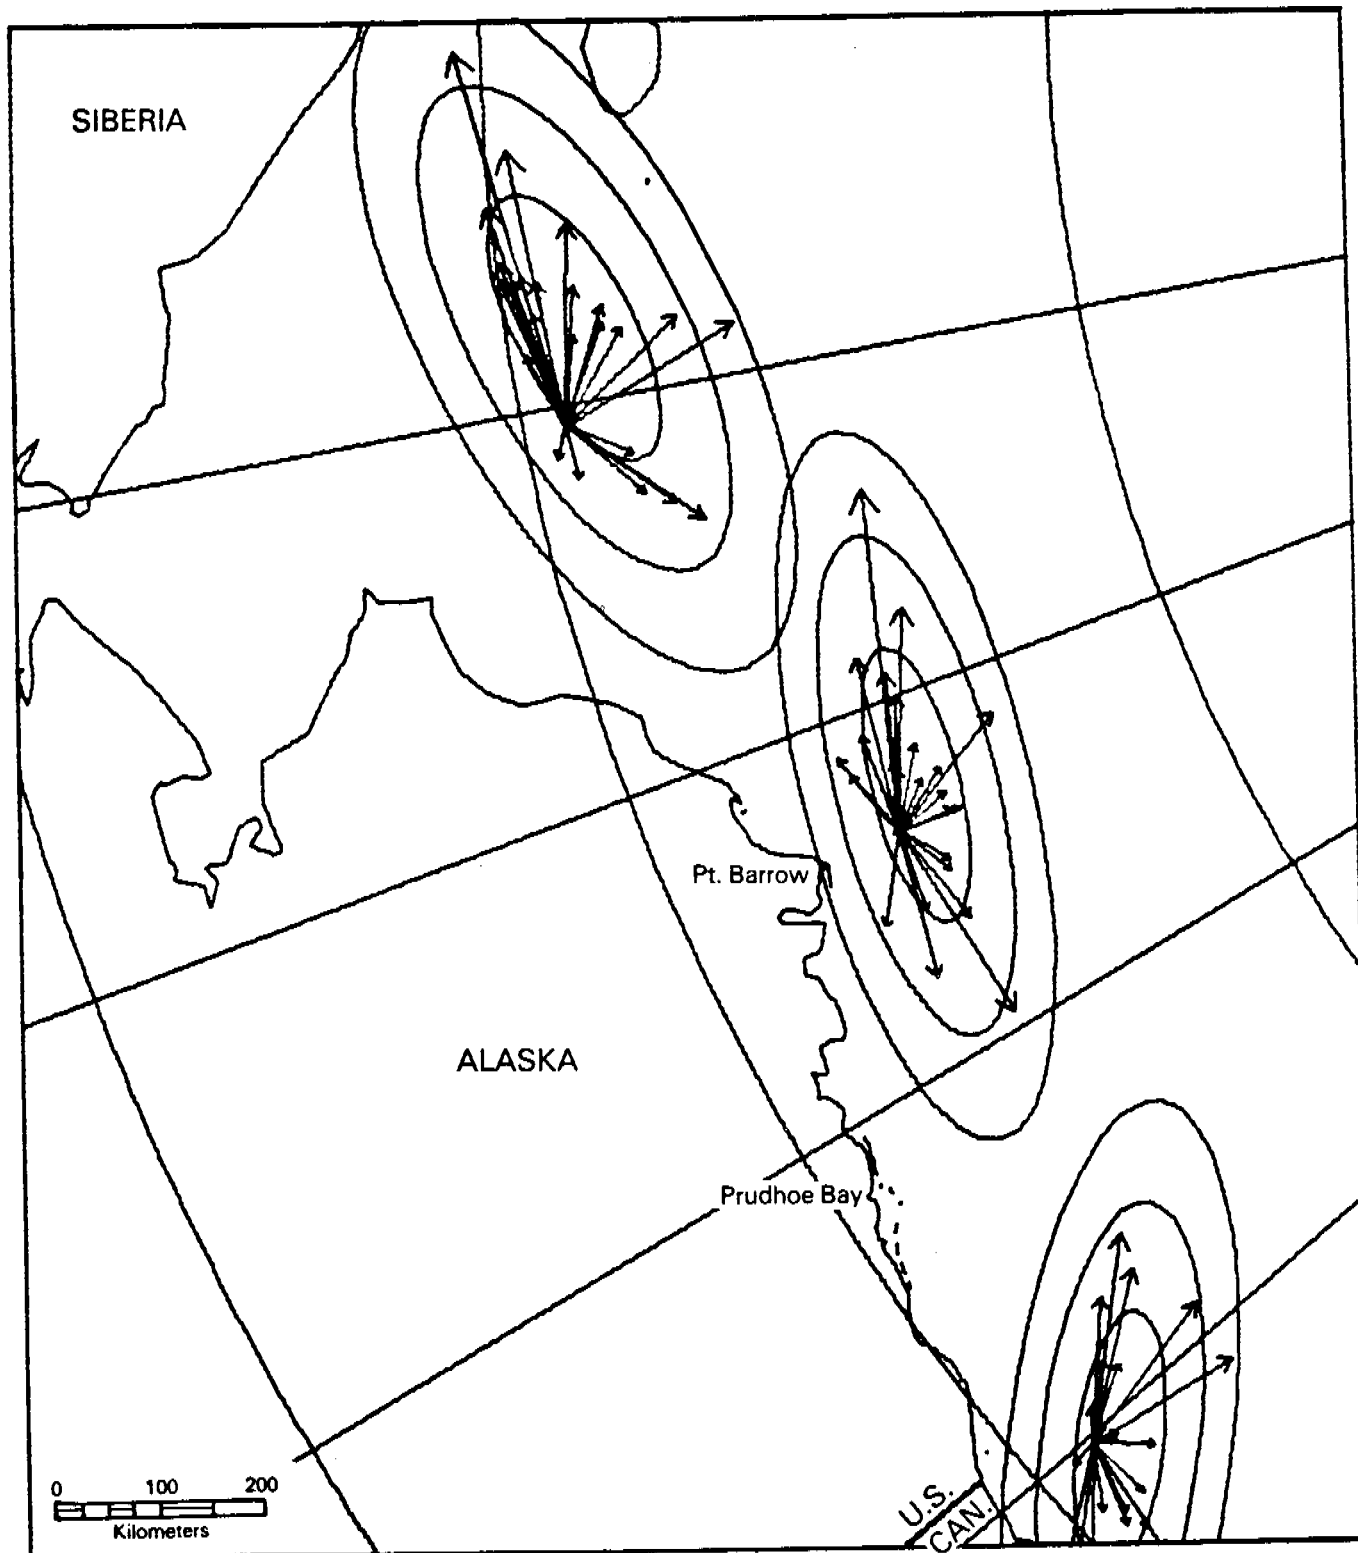 SIBERIA
Pt. Barrow
ALASKA
Prudhoe Bay
0 100 200
Kilometers
U.S.
CAN.